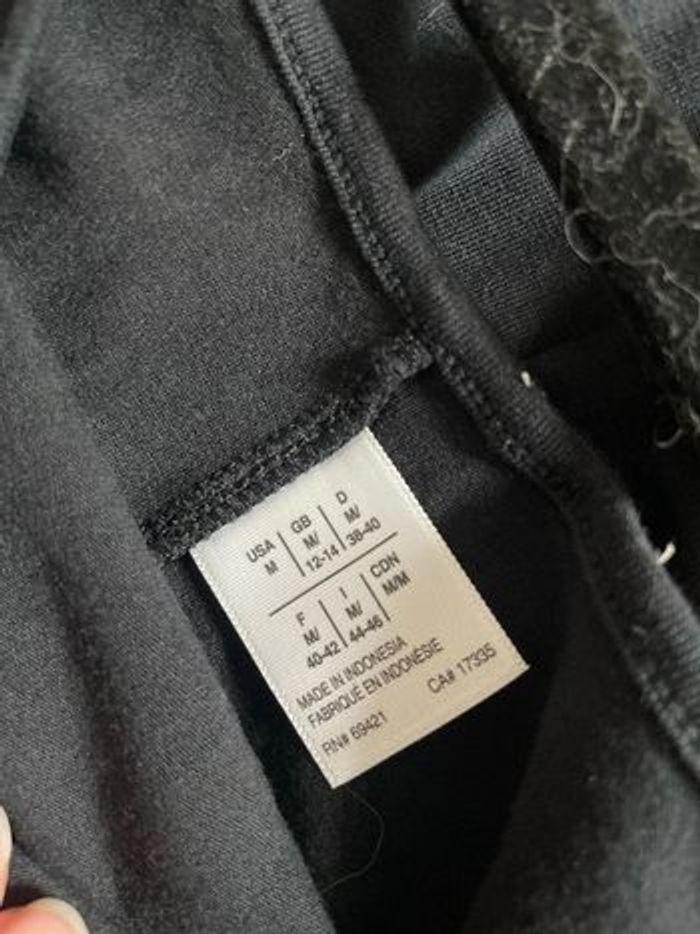 USA GB D
M M/ M/
12-14 38-40
F I CDN
M/ M/ M/M
40-42 44-46
MADE IN INDONESIA
FABRIQUÉ EN INDONÉSIE
RN# 69421 CA# 17335